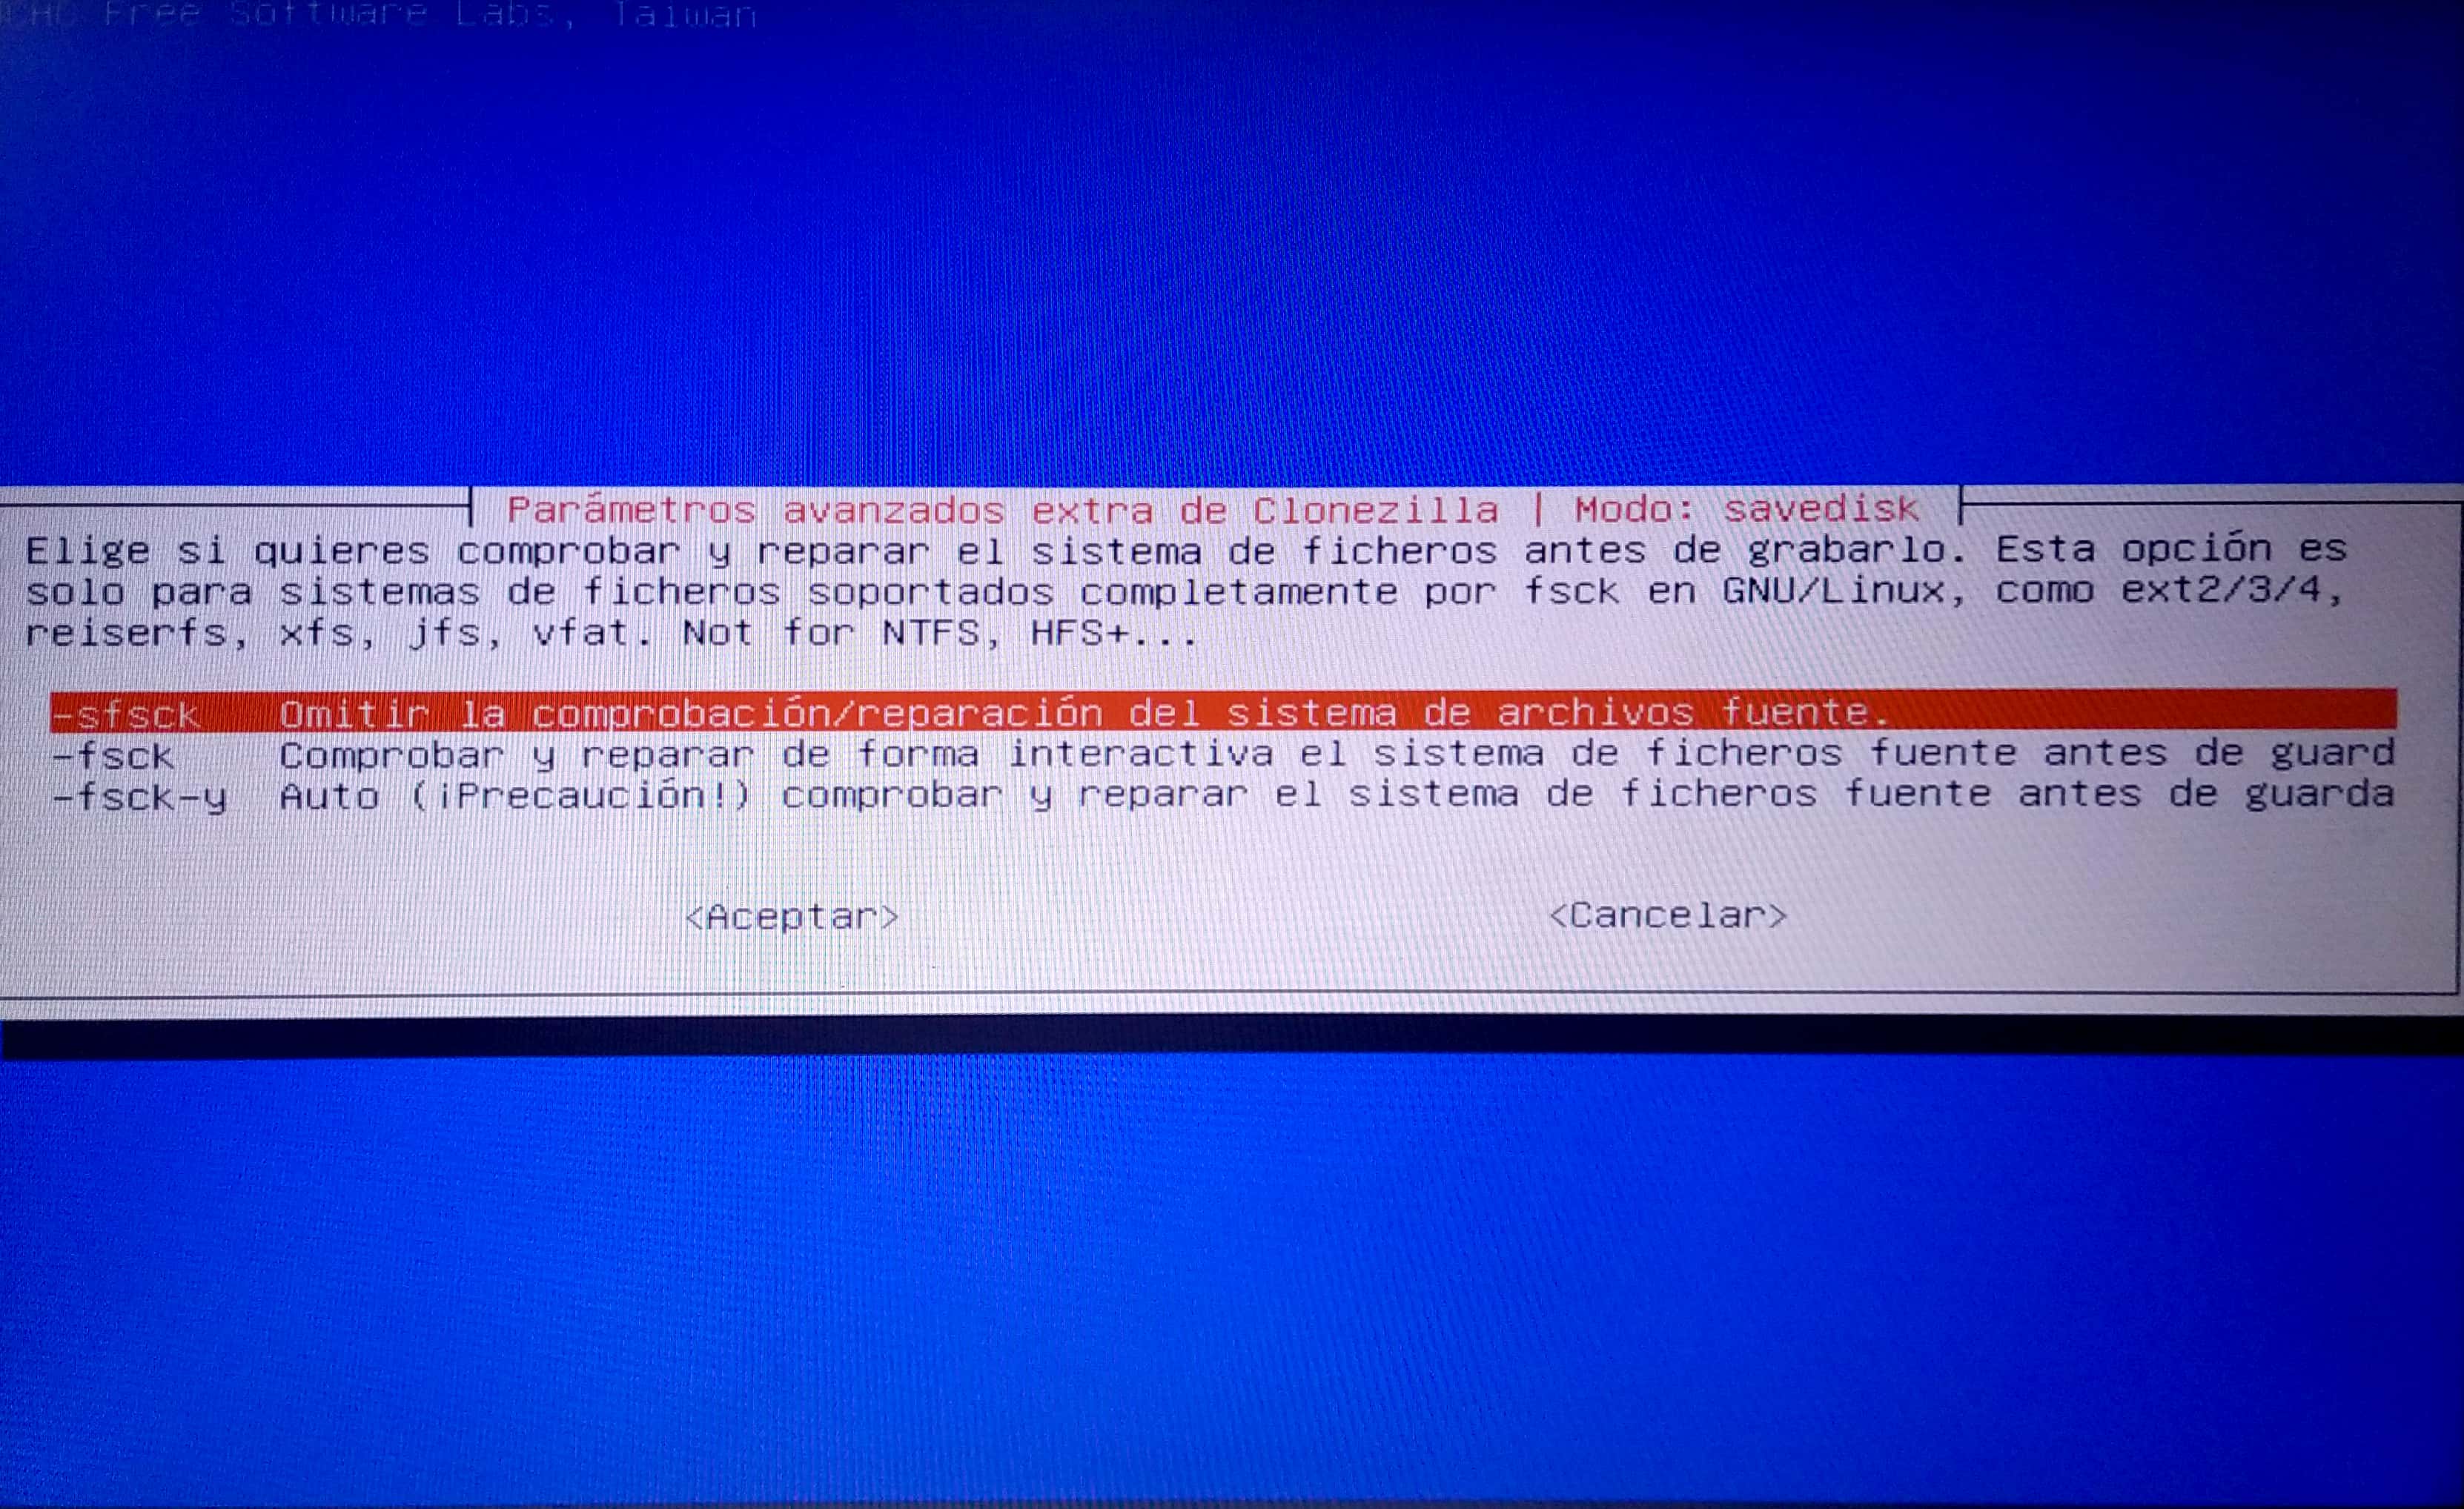 Free Software Labs, Taiwan
Parámetros avanzados extra de Clonezilla | Modo: savedisk
Elige si quieres comprobar y reparar el sistema de ficheros antes de grabarlo. Esta opción es
solo para sistemas de ficheros soportados completamente por fsck en GNU/Linux, como ext2/3/4,
reiserfs, xfs, jfs, vfat. Not for NTFS, HFS+...
-sfsck Omitir la comprobación/reparación del sistema de archivos fuente.
-fsck Comprobar y reparar de forma interactiva el sistema de ficheros fuente antes de guard
-fsck-y Auto (¡Precaución!) comprobar y reparar el sistema de ficheros fuente antes de guarda
<Aceptar> <Cancelar>